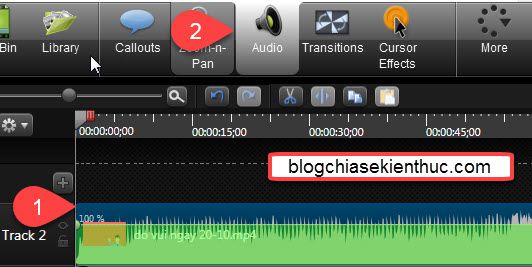 2
Bin
Library
Callouts
Zoom-n-
Pan
Audio
Transitions
Cursor
Effects
More
00:00:00;00
00:00:15;00
00:00:30;00
00:00:45;00
blogchiasekienthuc.com
1
100 %
Track 2
do vui ngay 20-10.mp4